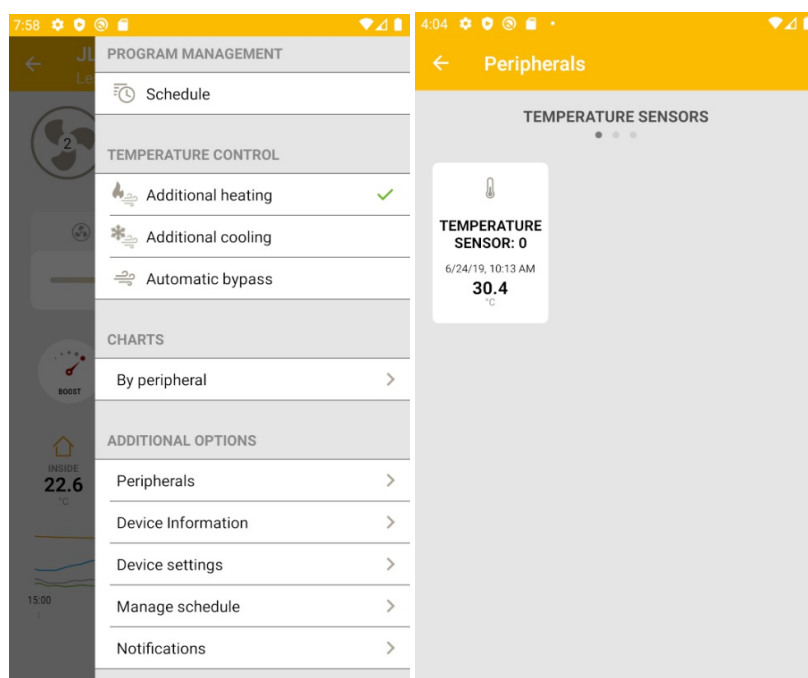 7:58
JL
Le
2
BOOST
INSIDE
22.6
°C
15:00
PROGRAM MANAGEMENT
Schedule
TEMPERATURE CONTROL
Additional heating
Additional cooling
Automatic bypass
CHARTS
By peripheral
ADDITIONAL OPTIONS
Peripherals
Device Information
Device settings
Manage schedule
Notifications
4:04
Peripherals
TEMPERATURE SENSORS
TEMPERATURE
SENSOR: 0
6/24/19, 10:13 AM
30.4
°C